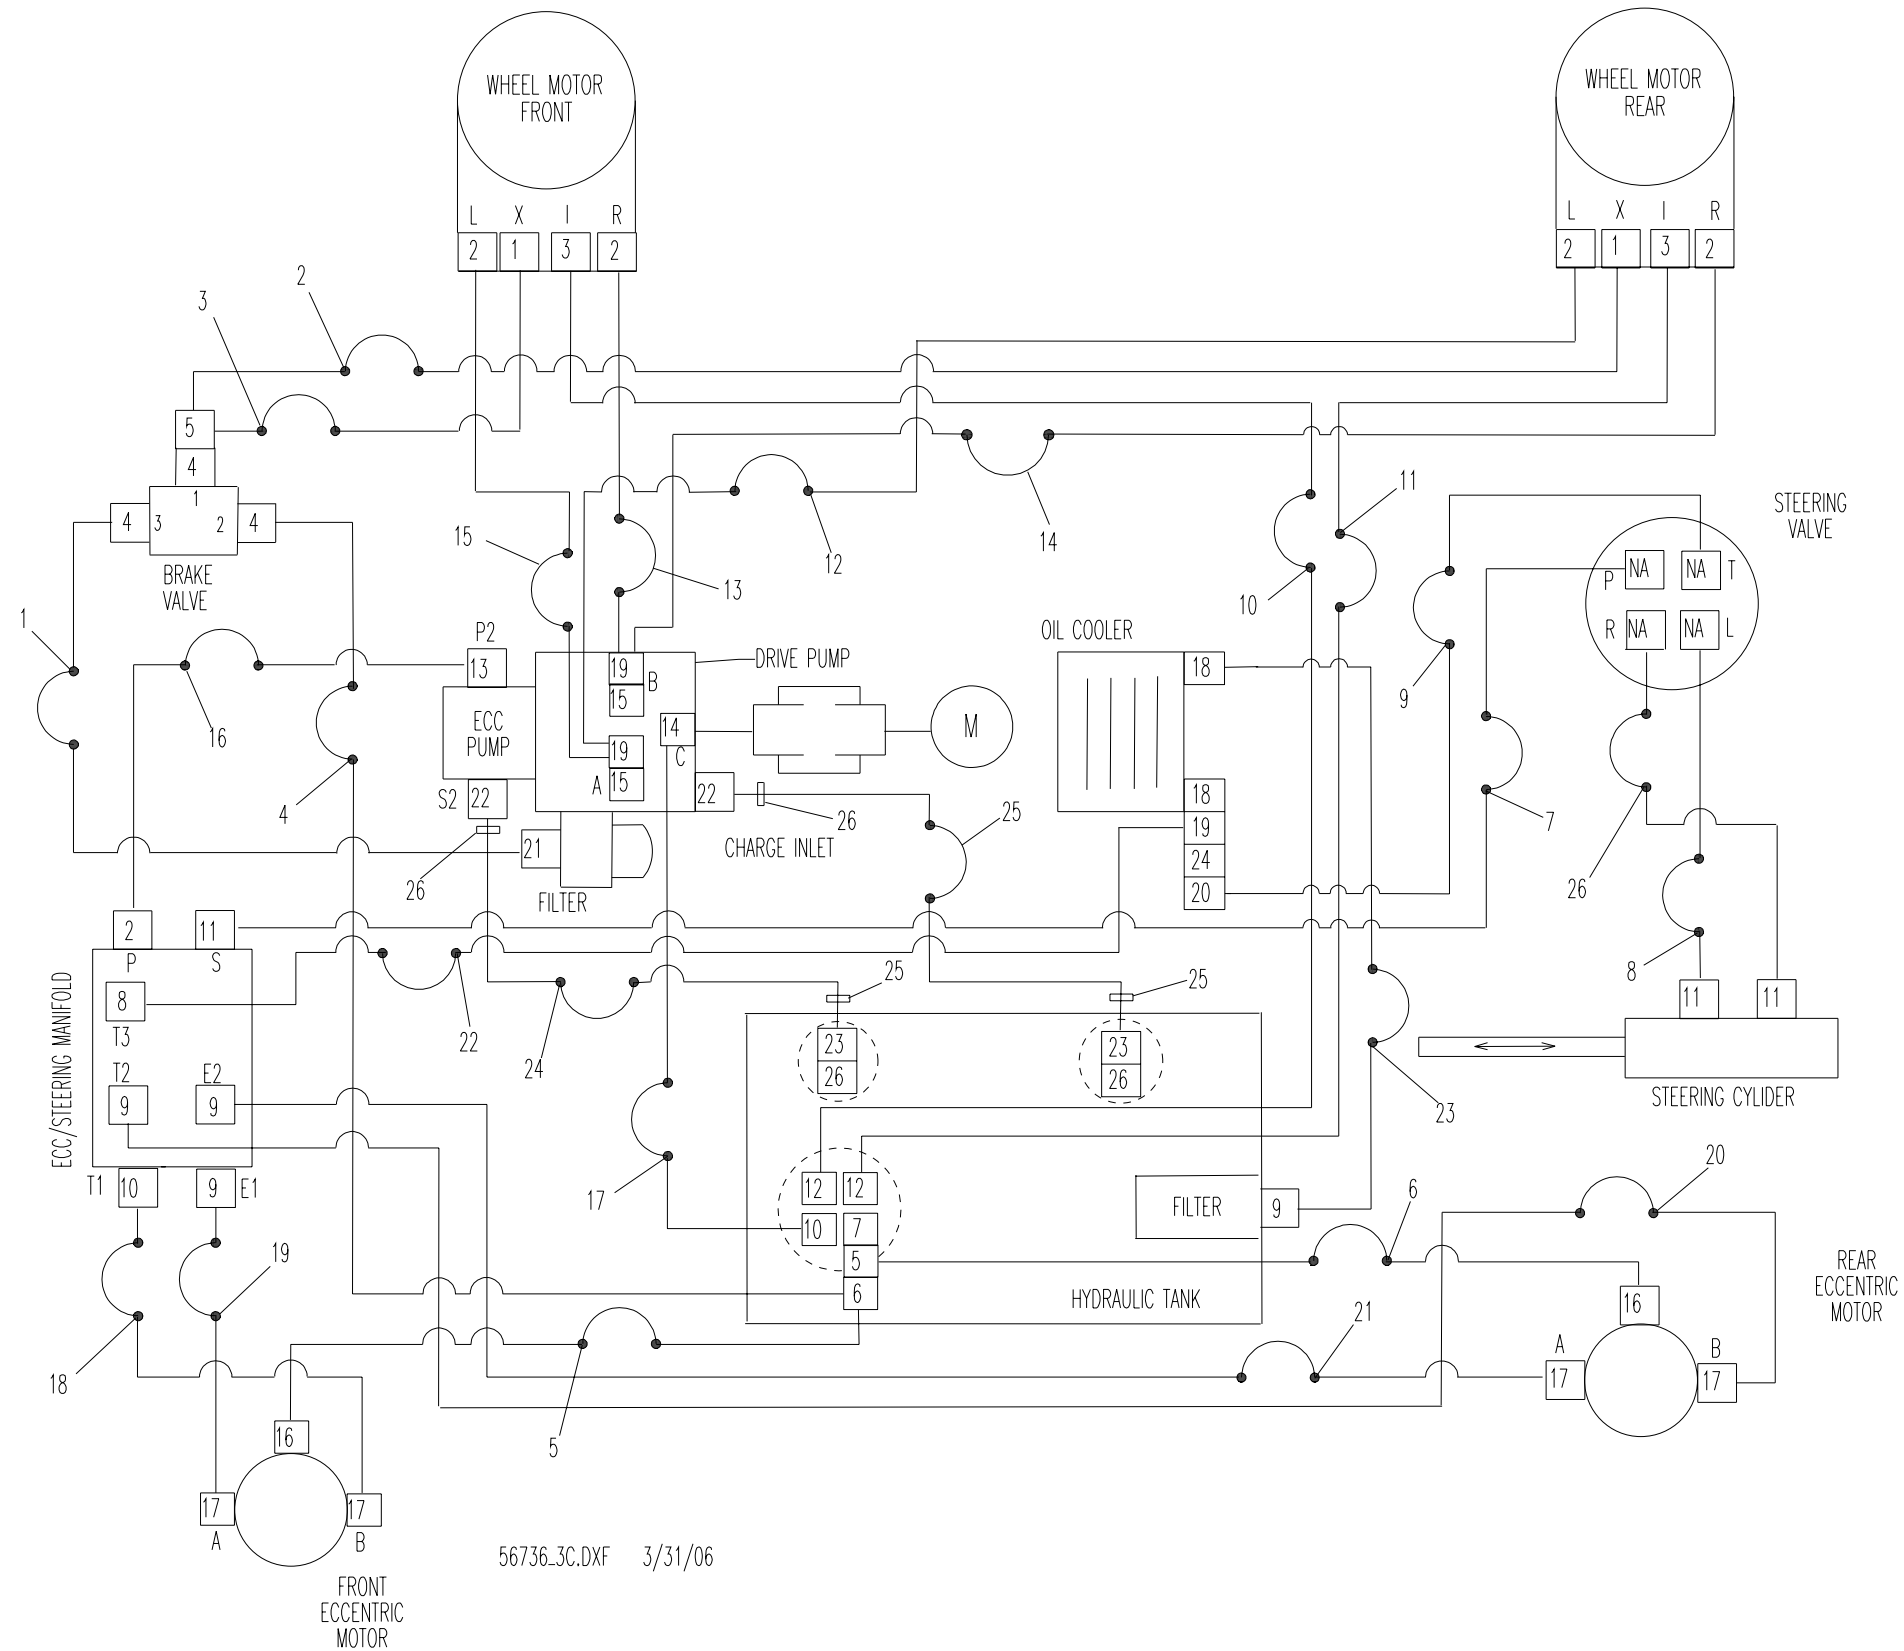 WHEEL MOTOR
FRONT
WHEEL MOTOR
REAR
L X I R
2 1 3 2
L X I R
2 1 3 2
2
3
5
4
1
4 3 2 4
BRAKE
VALVE
1
15
13
12
14
11
10
STEERING
VALVE
P NA NA T
R NA NA L
OIL COOLER
18
9
7
26
8
16
4
P2
13
ECC
PUMP
S2 22
26
19
B
15
DRIVE PUMP
14
C
M
19
A 15
22
26
CHARGE INLET
25
21
FILTER
18
19
24
20
2 11
P S
8
T3
T2 E2
9 9
ECC/STEERING MANIFOLD
T1 10 9 E1
22
24
25
25
23
26
23
26
11 11
STEERING CYLIDER
23
17
12 12
10 7
5
6
FILTER 9
HYDRAULIC TANK
6
20
21
REAR
ECCENTRIC
MOTOR
16
A B
17 17
19
18
5
16
17 17
A B
FRONT
ECCENTRIC
MOTOR
56736_3C.DXF 3/31/06